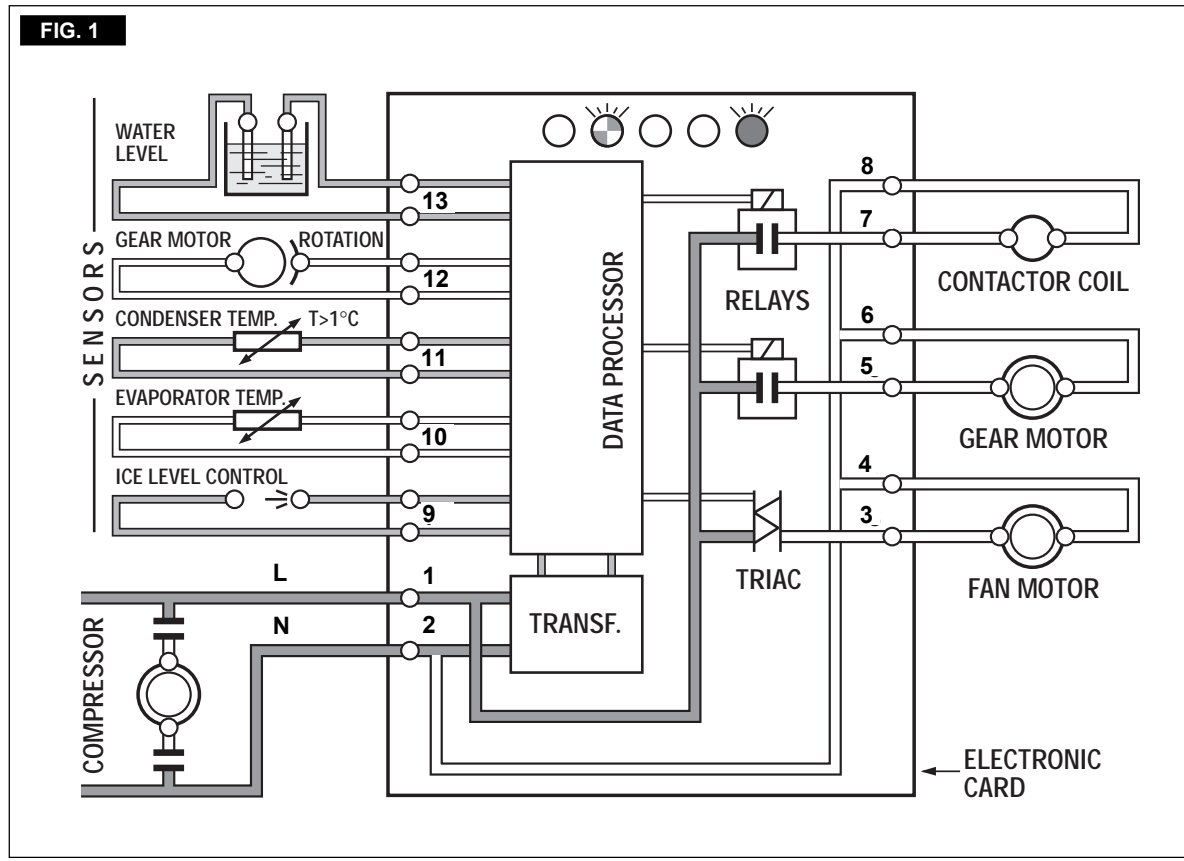 FIG. 1
SENSORS
WATER
LEVEL
13
GEAR MOTOR
ROTATION
12
CONDENSER TEMP.
T>1°C
11
EVAPORATOR TEMP.
10
ICE LEVEL CONTROL
9
L
1
N
2
COMPRESSOR
DATA PROCESSOR
TRANSF.
RELAYS
TRIAC
8
7
CONTACTOR COIL
6
5
GEAR MOTOR
4
3
FAN MOTOR
ELECTRONIC
CARD